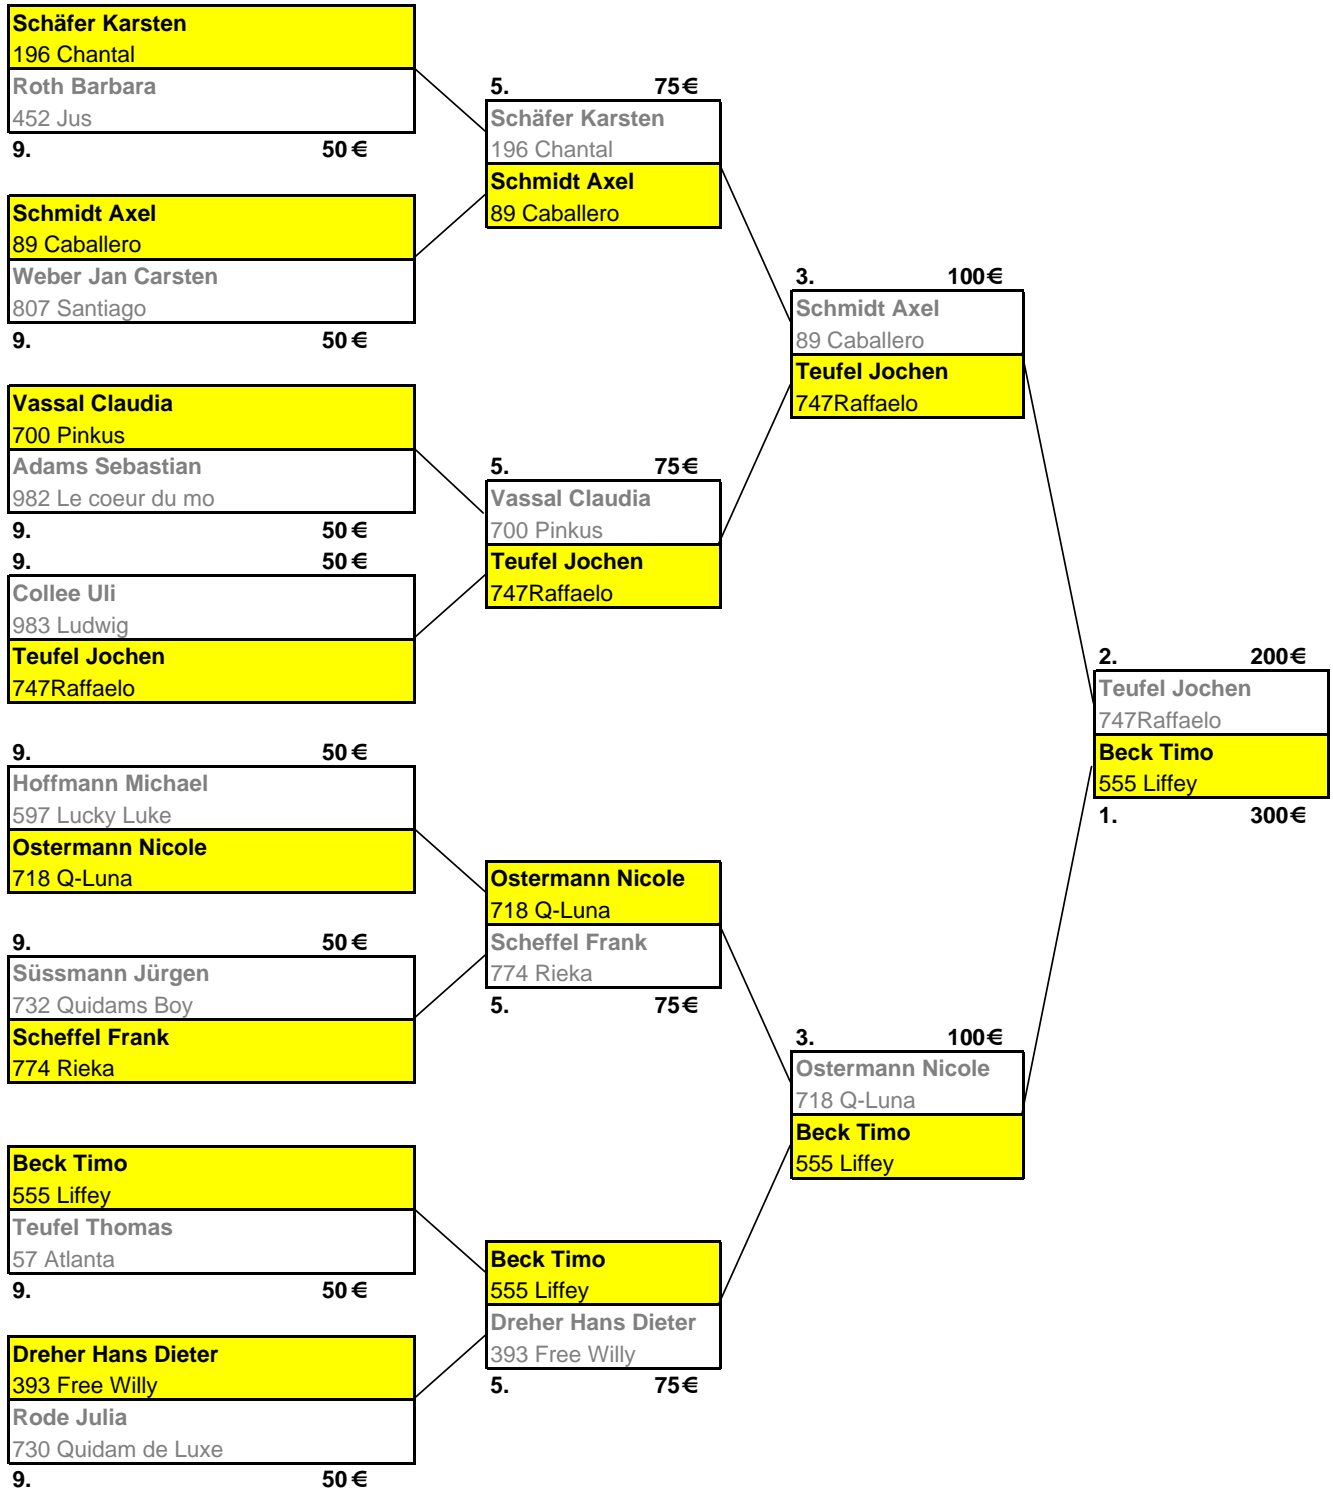 Schäfer Karsten
196 Chantal
Roth Barbara
452 Jus
9. 50 €
Schmidt Axel
89 Caballero
Weber Jan Carsten
807 Santiago
9. 50 €
Vassal Claudia
700 Pinkus
Adams Sebastian
982 Le coeur du mo
9. 50 €
9. 50 €
Collee Uli
983 Ludwig
Teufel Jochen
747Raffaelo
9. 50 €
Hoffmann Michael
597 Lucky Luke
Ostermann Nicole
718 Q-Luna
9. 50 €
Süssmann Jürgen
732 Quidams Boy
Scheffel Frank
774 Rieka
Beck Timo
555 Liffey
Teufel Thomas
57 Atlanta
9. 50 €
Dreher Hans Dieter
393 Free Willy
Rode Julia
730 Quidam de Luxe
9. 50 €
5. 75€
Schäfer Karsten
196 Chantal
Schmidt Axel
89 Caballero
5. 75€
Vassal Claudia
700 Pinkus
Teufel Jochen
747Raffaelo
Ostermann Nicole
718 Q-Luna
Scheffel Frank
774 Rieka
5. 75€
Beck Timo
555 Liffey
Dreher Hans Dieter
393 Free Willy
5. 75€
3. 100€
Schmidt Axel
89 Caballero
Teufel Jochen
747Raffaelo
3. 100€
Ostermann Nicole
718 Q-Luna
Beck Timo
555 Liffey
2. 200€
Teufel Jochen
747Raffaelo
Beck Timo
555 Liffey
1. 300€